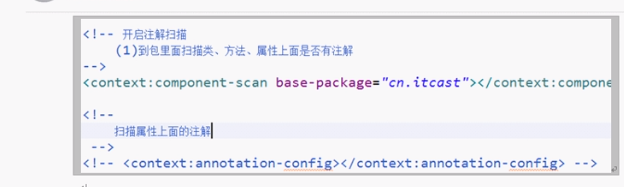 <!-- 开启注解扫描
(1)到包里面扫描类、方法、属性上面是否有注解
-->
<context:component-scan base-package="cn.itcast"></context:compone
<!--
扫描属性上面的注解
-->
<!-- <context:annotation-config></context:annotation-config> -->